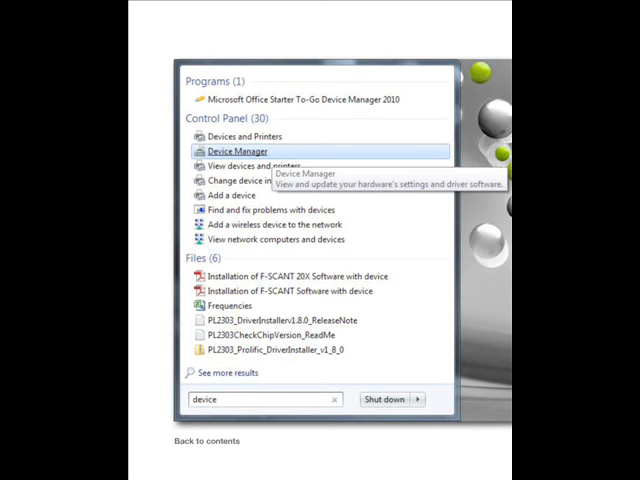 Programs (1)
Microsoft Office Starter To-Go Device Manager 2010
Control Panel (30)
Devices and Printers
Device Manager
View devices and printers
Device Manager
Change device in
View and update your hardware's settings and driver software.
Add a device
Find and fix problems with devices
Add a wireless device to the network
View network computers and devices
Files (6)
Installation of F-SCANT 20X Software with device
Installation of F-SCANT Software with device
Frequencies
PL2303_DriverInstallerv1.8.0_ReleaseNote
PL2303CheckChipVersion_ReadMe
PL2303_Prolific_DriverInstaller_v1_8_0
See more results
device
Shut down
Back to contents